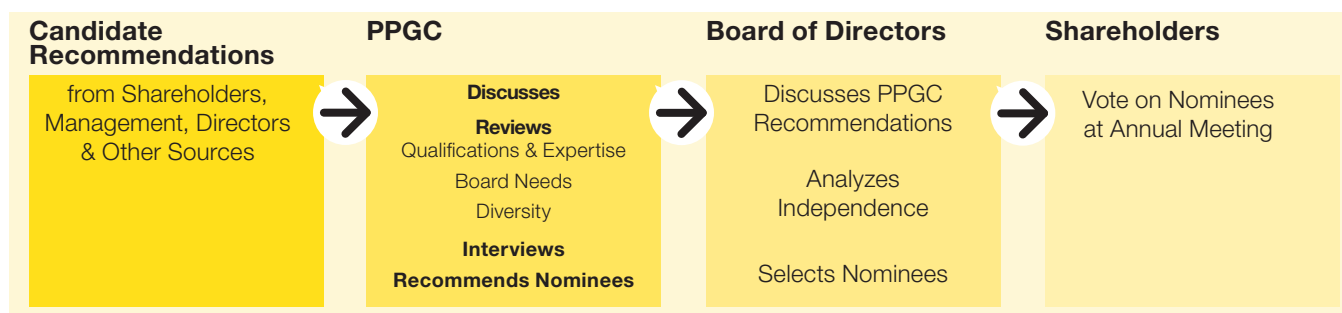 Candidate
Recommendations
from Shareholders,
Management, Directors
& Other Sources
PPGC
Discusses
Reviews
Qualifications & Expertise
Board Needs
Diversity
Interviews
Recommends Nominees
Board of Directors
Discusses PPGC
Recommendations
Analyzes
Independence
Selects Nominees
Shareholders
Vote on Nominees
at Annual Meeting